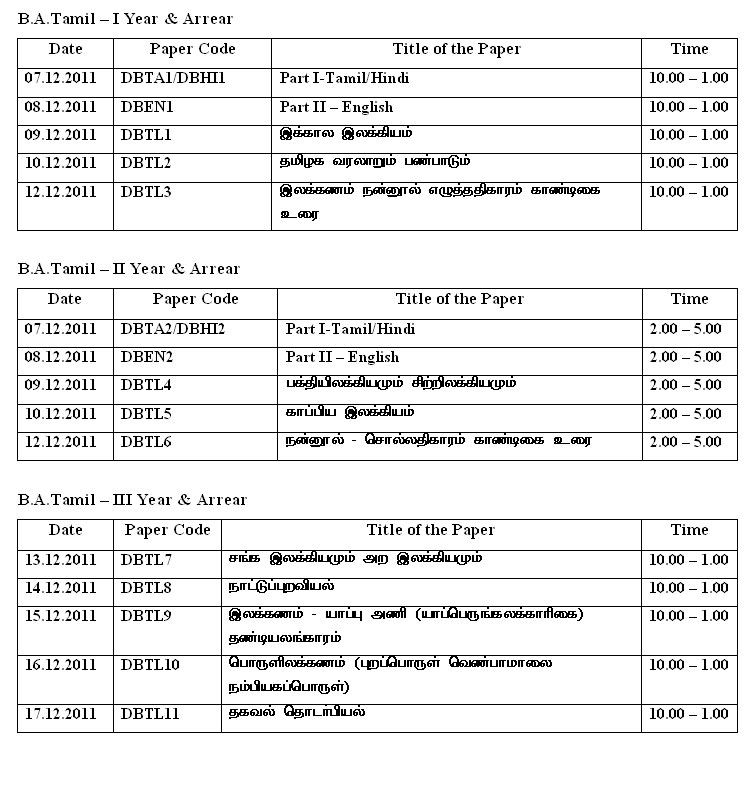 B.A.Tamil – I Year & Arrear
Date Paper Code Title of the Paper Time
07.12.2011 DBTA1/DBHI1 Part I-Tamil/Hindi 10.00 – 1.00
08.12.2011 DBEN1 Part II – English 10.00 – 1.00
09.12.2011 DBTL1 இக்கால இலக்கியம் 10.00 – 1.00
10.12.2011 DBTL2 தமிழக வரலாறும் பண்பாடும் 10.00 – 1.00
12.12.2011 DBTL3 இலக்கணம் நன்னூல் எழுத்ததிகாரம் காண்டிகை 10.00 – 1.00
உரை
B.A.Tamil – II Year & Arrear
Date Paper Code Title of the Paper Time
07.12.2011 DBTA2/DBHI2 Part I-Tamil/Hindi 2.00 – 5.00
08.12.2011 DBEN2 Part II – English 2.00 – 5.00
09.12.2011 DBTL4 பக்தியிலக்கியமும் சிற்றிலக்கியமும் 2.00 – 5.00
10.12.2011 DBTL5 காப்பிய இலக்கியம் 2.00 – 5.00
12.12.2011 DBTL6 நன்னூல் - சொல்லதிகாரம் காண்டிகை உரை 2.00 – 5.00
B.A.Tamil – III Year & Arrear
Date Paper Code Title of the Paper Time
13.12.2011 DBTL7 சங்க இலக்கியமும் அற இலக்கியமும் 10.00 – 1.00
14.12.2011 DBTL8 நாட்டுப்புறவியல் 10.00 – 1.00
15.12.2011 DBTL9 இலக்கணம் - யாப்பு அணி (யாப்பெருங்கலக்காரிகை) 10.00 – 1.00
தண்டியலங்காரம்
16.12.2011 DBTL10 பொருளிலக்கணம் (புறப்பொருள் வெண்பாமாலை 10.00 – 1.00
நம்பியகப்பொருள்)
17.12.2011 DBTL11 தகவல் தொடர்பியல் 10.00 – 1.00